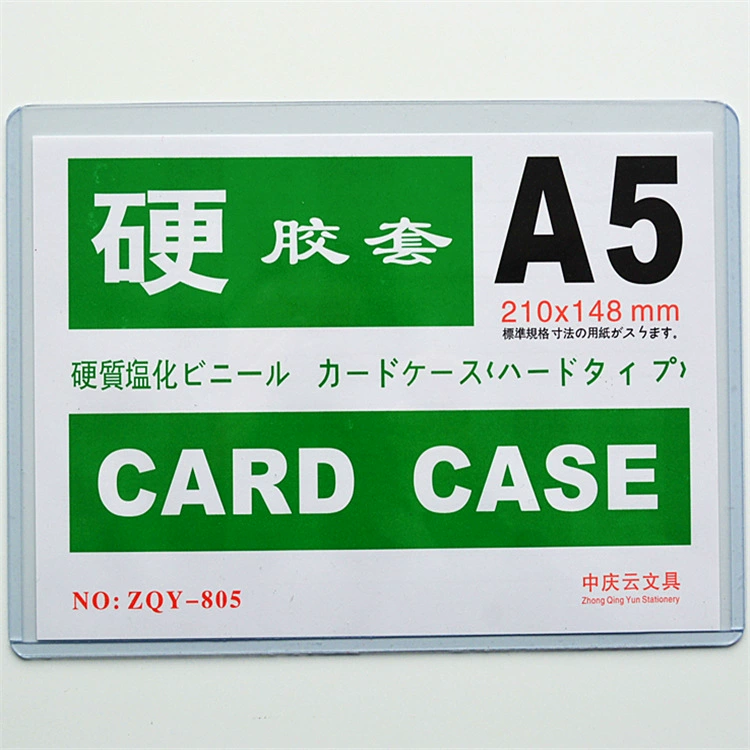 硬 胶套
A5
210x148 mm
標準規格寸法の用紙がスㄣます。
硬質塩化ビニール カードケース(ハードタイプ)
CARD CASE
NO: ZQY-805
中庆云文具
Zhong Qing Yun Stationery